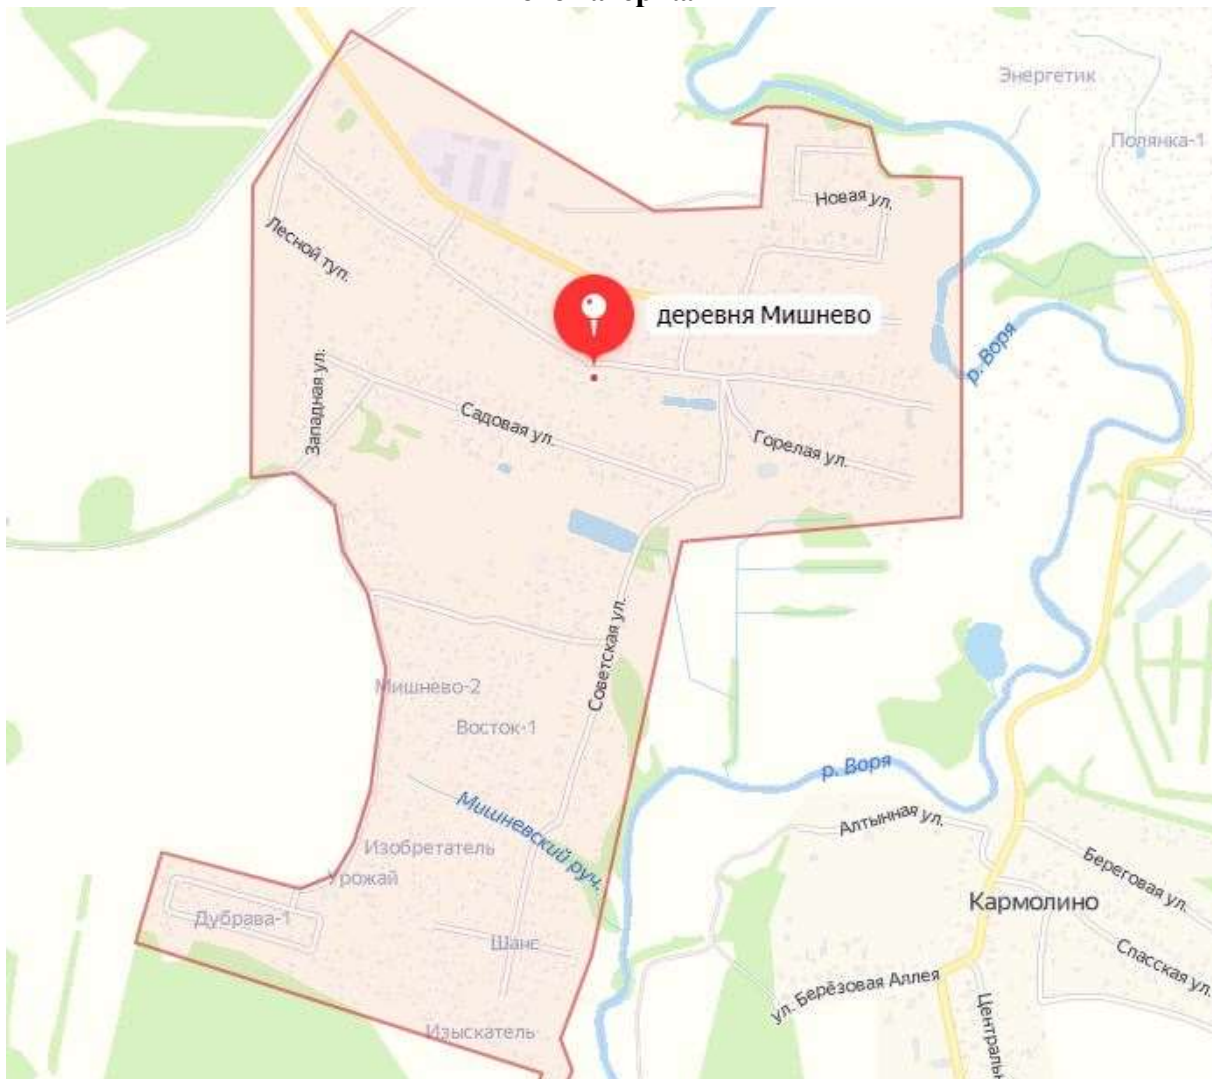 Энергетик
Полянка-1
Новая ул.
Лесной туп.
деревня Мишнево
р. Воря
Западная ул.
Садовая ул.
Горелая ул.
Советская ул.
Мишнево-2
Восток-1
р. Воря
Мишневский руч.
Алтынная ул.
Изобретатель
Береговая ул.
Урожай
Кармолино
Дубрава-1
Шанс
Спасская ул.
ул. Берёзовая Аллея
Изыскатель